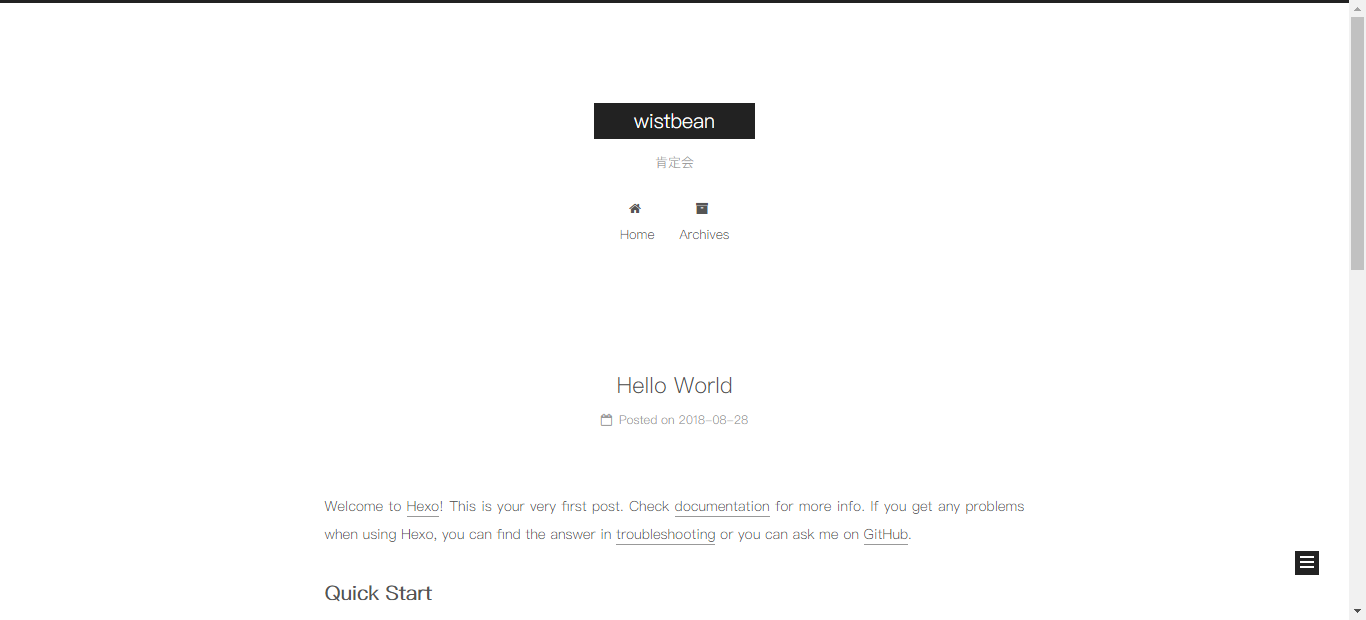 wistbean
肯定会
Home Archives
Hello World
Posted on 2018-08-28
Welcome to Hexo! This is your very first post. Check documentation for more info. If you get any problems
when using Hexo, you can find the answer in troubleshooting or you can ask me on GitHub.
Quick Start